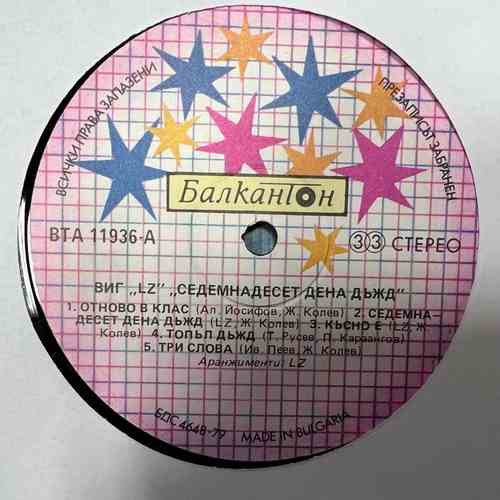 ВСИЧКИ ПРАВА ЗАПАЗЕНИ
ПРЕЗАПИСЪТ ЗАБРАНЕН
БалканТон
ВТА 11936-А
33 СТЕРЕО
ВИГ „LZ" „СЕДЕМНАДЕСЕТ ДЕНА ДЪЖД"
1. ОТНОВО В КЛАС (Ал. Йосифов, Ж. Колев) 2. СЕДЕМНА-
ДЕСЕТ ДЕНА ДЪЖД (LZ, Ж. Колев) 3. КЪСНО Е (LZ, Ж.
Колев) 4. ТОПЪЛ ДЪЖД (Т. Русев, П. Караангов)
5. ТРИ СЛОВА (Ив. Пеев, Ж. Колев)
Аранжименти: LZ
БДС 4648-79 MADE IN BULGARIA